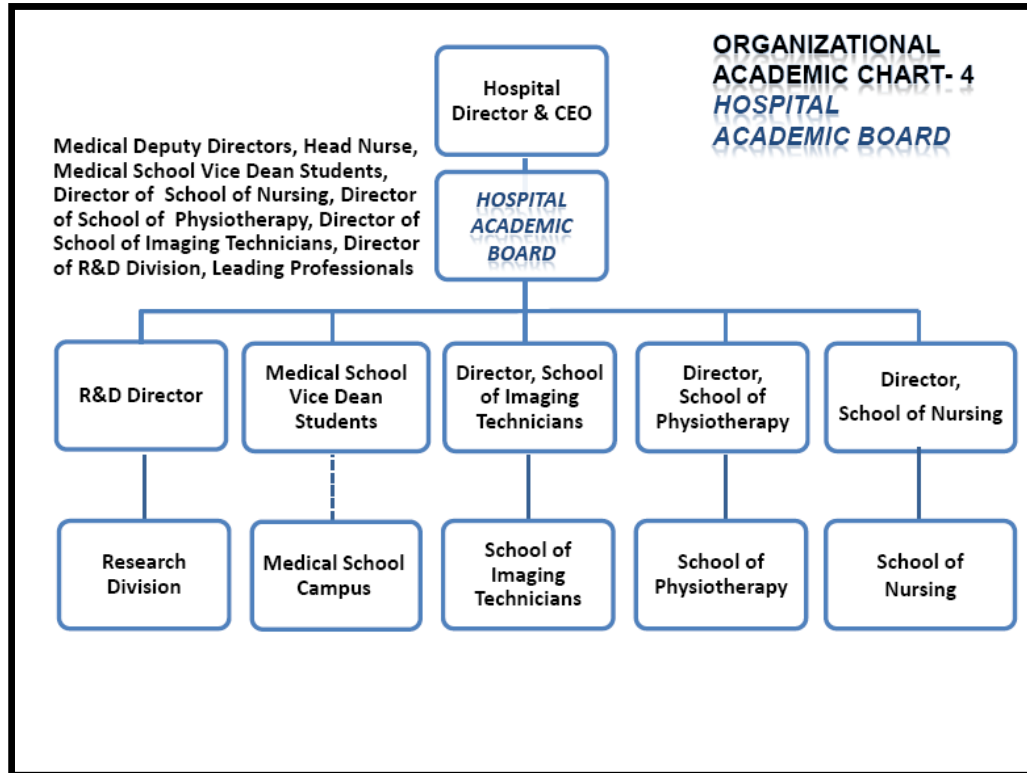 ORGANIZATIONAL
ACADEMIC CHART- 4
HOSPITAL
ACADEMIC BOARD
Hospital
Director & CEO
Medical Deputy Directors, Head Nurse,
Medical School Vice Dean Students,
Director of School of Nursing, Director
of School of Physiotherapy, Director of
School of Imaging Technicians, Director
of R&D Division, Leading Professionals
HOSPITAL
ACADEMIC
BOARD
R&D Director
Medical School
Vice Dean
Students
Director, School
of Imaging
Technicians
Director,
School of
Physiotherapy
Director,
School of Nursing
Research
Division
Medical School
Campus
School of
Imaging
Technicians
School of
Physiotherapy
School of
Nursing